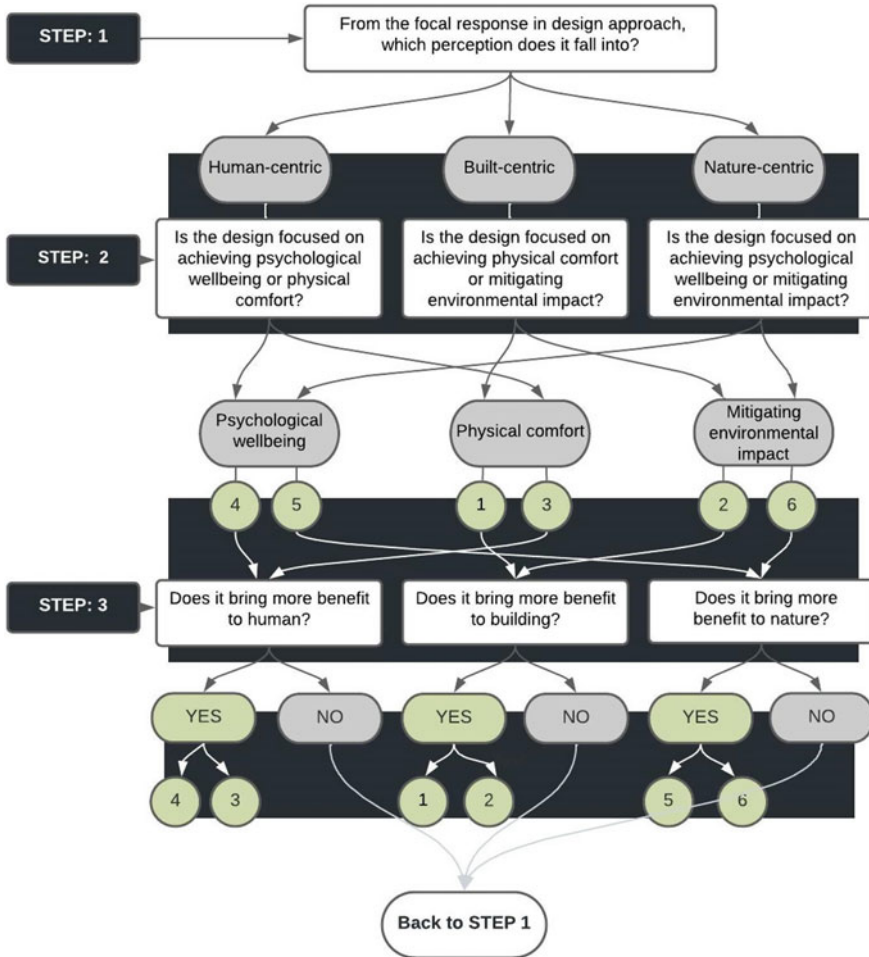 STEP: 1
From the focal response in design approach,
which perception does it fall into?
Human-centric
Built-centric
Nature-centric
STEP: 2
Is the design focused on
achieving psychological
wellbeing or physical
comfort?
Is the design focused on
achieving physical comfort
or mitigating
environmental impact?
Is the design focused on
achieving psychological
wellbeing or mitigating
environmental impact?
Psychological
wellbeing
Physical comfort
Mitigating
environmental
impact
4
5
1
3
2
6
STEP: 3
Does it bring more benefit
to human?
Does it bring more benefit
to building?
Does it bring more
benefit to nature?
YES
NO
YES
NO
YES
NO
4
3
1
2
5
6
Back to STEP 1